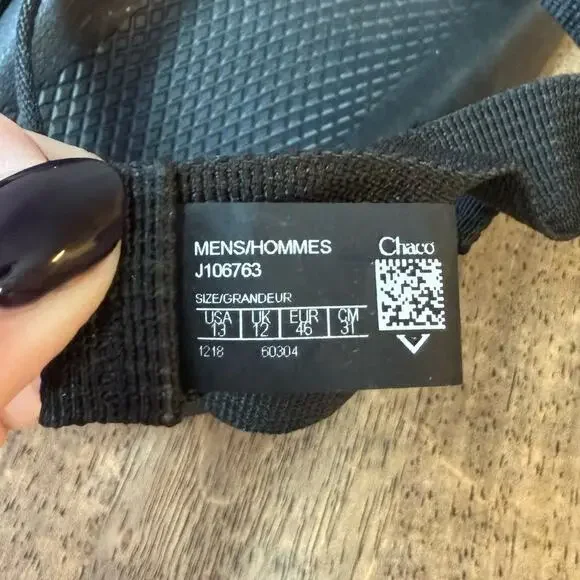 MENS/HOMMES
J106763
Chaco
SIZE/GRANDEUR
USA UK EUR CM
13 12 46 31
1218 60304